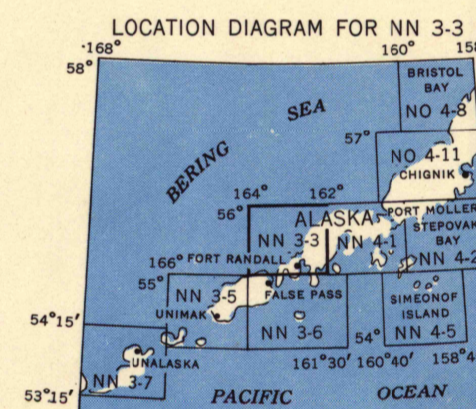 LOCATION DIAGRAM FOR NN 3-3
168° 160° 158
58°
BRISTOL
BAY
NO 4-8
BERING SEA
57°
NO 4-11
CHIGNIK
164° 162°
56°
ALASKA
PORT MOLLER
STEPOVAK
BAY
NN 3-3 NN 4-1 NN 4-2
166° FORT RANDALL
55°
NN 3-5 FALSE PASS
SIMEONOF
ISLAND
UNIMAK
54°15'
NN 3-6 54° NN 4-5
UNALASKA
161°30' 160°40' 158°4
NN 3-7
53°15'
PACIFIC OCEAN